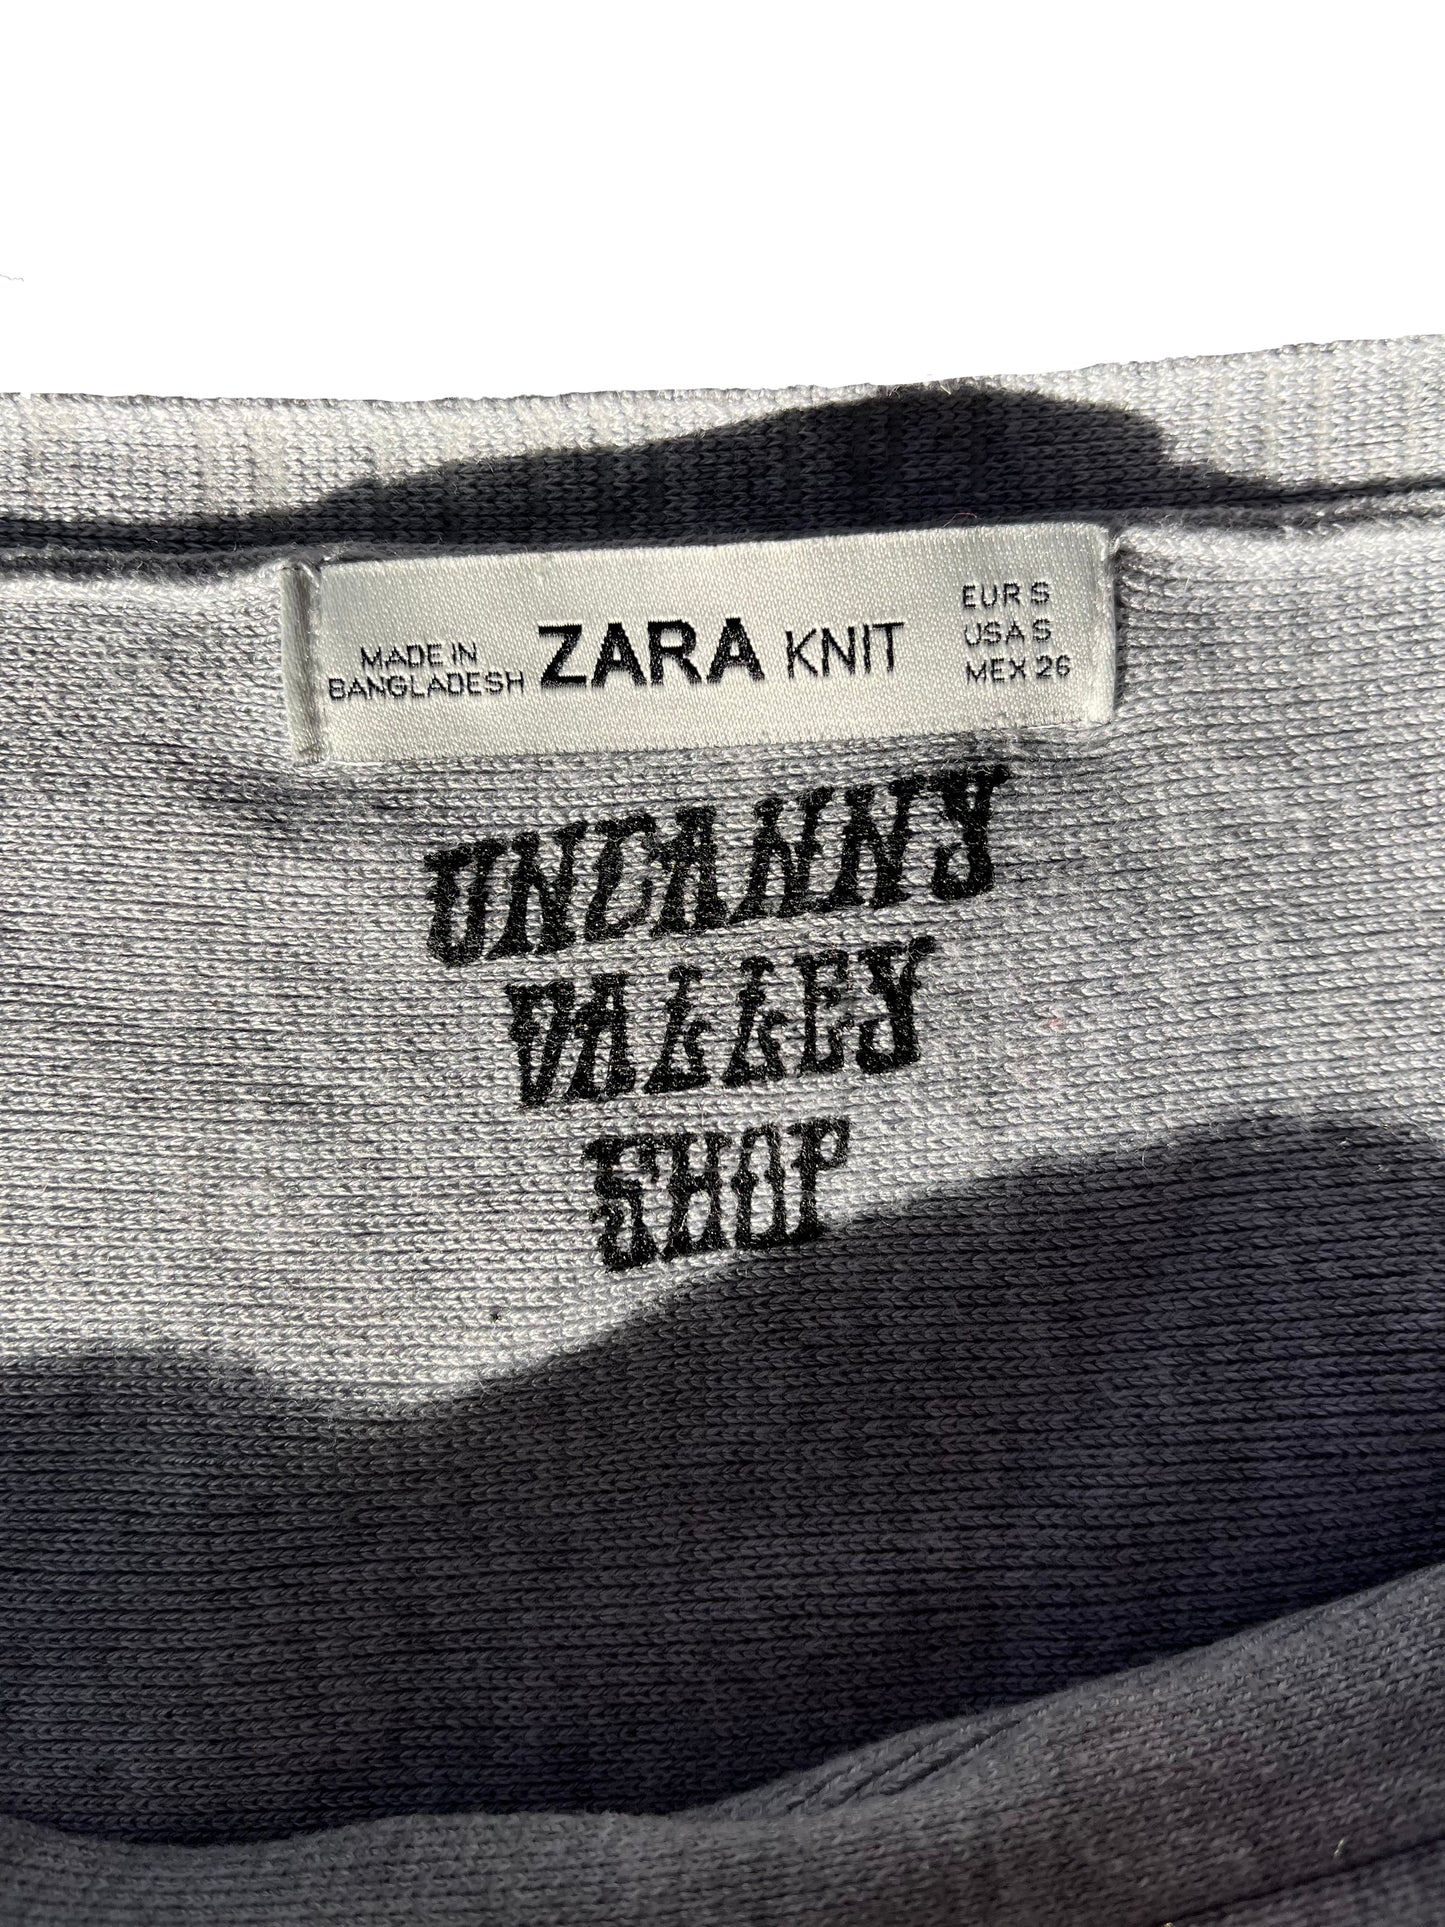 MADE IN
BANGLADESH
ZARA KNIT
EUR S
USA S
MEX 26
UNCANNY
VALLEY
SHOP